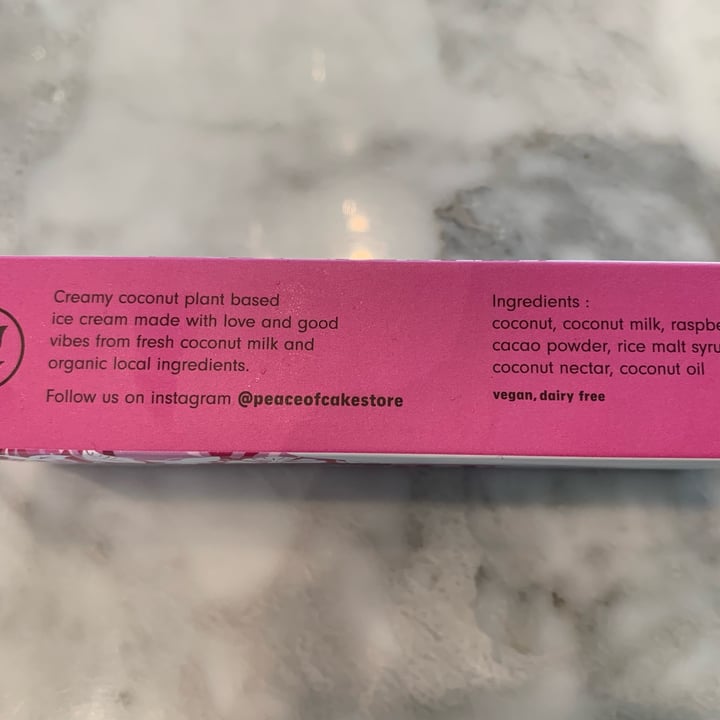 Creamy coconut plant based
ice cream made with love and good
vibes from fresh coconut milk and
organic local ingredients.
Follow us on instagram @peaceofcakestore
Ingredients :
coconut, coconut milk,
cacao powder, rice malt
coconut nectar, coconut oil
vegan, dairy free